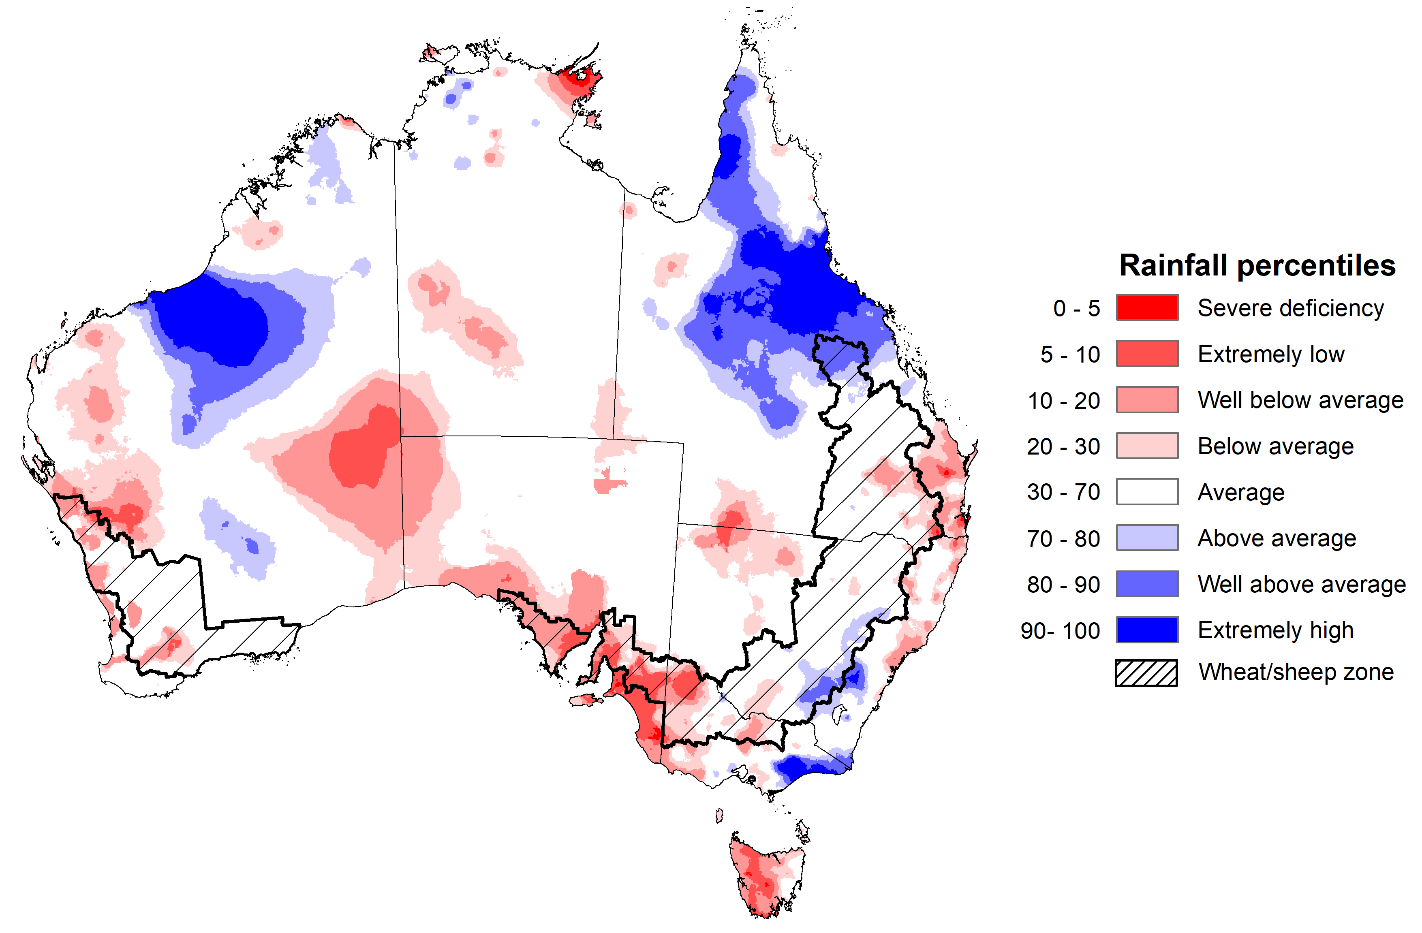 Rainfall percentiles
0 - 5 Severe deficiency
5 - 10 Extremely low
10 - 20 Well below average
20 - 30 Below average
30 - 70 Average
70 - 80 Above average
80 - 90 Well above average
90- 100 Extremely high
Wheat/sheep zone